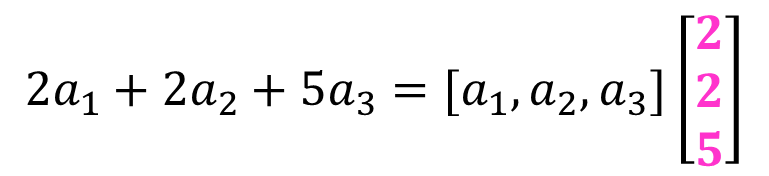 2a₁ + 2a₂ + 5a₃ = [a₁, a₂, a₃] [2 2 5]